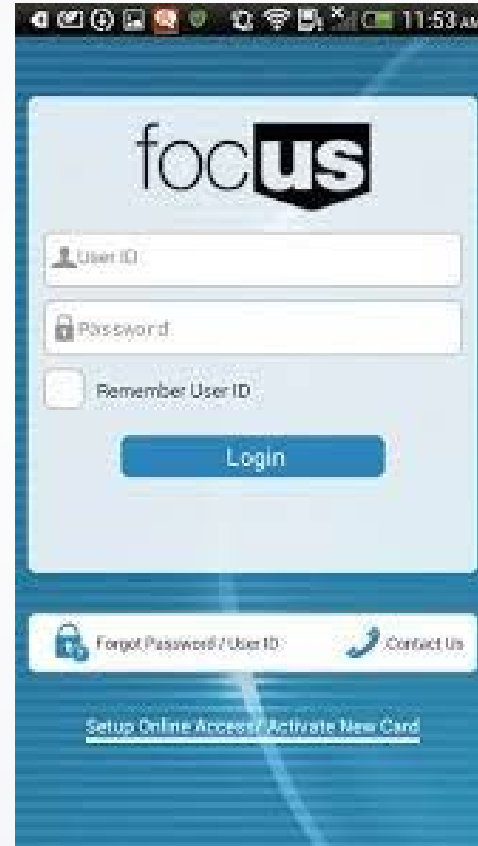 11:53 AM
focus
User ID
Password
Remember User ID
Login
Forgot Password / User ID
Contact Us
Setup Online Access/ Activate New Card